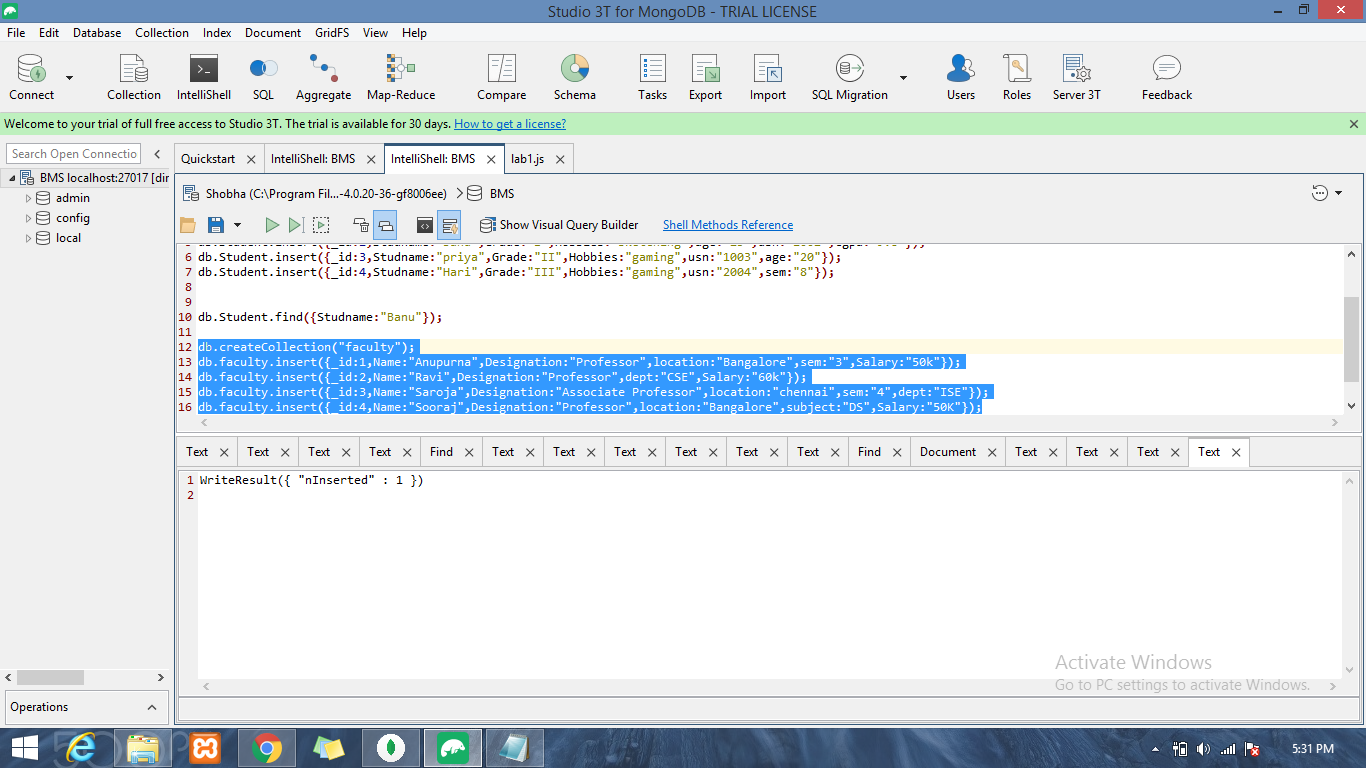 Studio 3T for MongoDB - TRIAL LICENSE
File Edit Database Collection Index Document GridFS View Help
Connect Collection IntelliShell SQL Aggregate Map-Reduce Compare Schema Tasks Export Import SQL Migration Users Roles Server 3T Feedback
Welcome to your trial of full free access to Studio 3T. The trial is available for 30 days. How to get a license?
Search Open Connectio
Quickstart IntelliShell: BMS IntelliShell: BMS lab1.js
BMS localhost:27017 [dir
admin
config
local
Shobha (C:\Program Fil...-4.0.20-36-gf8006ee) BMS
Show Visual Query Builder Shell Methods Reference
6 db.Student.insert({_id:3,Studname:"priya",Grade:"II",Hobbies:"gaming",usn:"1003",age:"20"});
7 db.Student.insert({_id:4,Studname:"Hari",Grade:"III",Hobbies:"gaming",usn:"2004",sem:"8"});
8
9
10 db.Student.find({Studname:"Banu"});
11
12 db.createCollection("faculty");
13 db.faculty.insert({_id:1,Name:"Anupurna",Designation:"Professor",location:"Bangalore",sem:"3",Salary:"50k"});
14 db.faculty.insert({_id:2,Name:"Ravi",Designation:"Professor",dept:"CSE",Salary:"60k"});
15 db.faculty.insert({_id:3,Name:"Saroja",Designation:"Associate Professor",location:"chennai",sem:"4",dept:"ISE"});
16 db.faculty.insert({_id:4,Name:"Sooraj",Designation:"Professor",location:"Bangalore",subject:"DS",Salary:"50K"});
Text Text Text Text Find Text Text Text Text Text Text Find Document Text Text Text Text
1 WriteResult({ "nInserted" : 1 })
2
Activate Windows
Go to PC settings to activate Windows.
Operations
5:31 PM